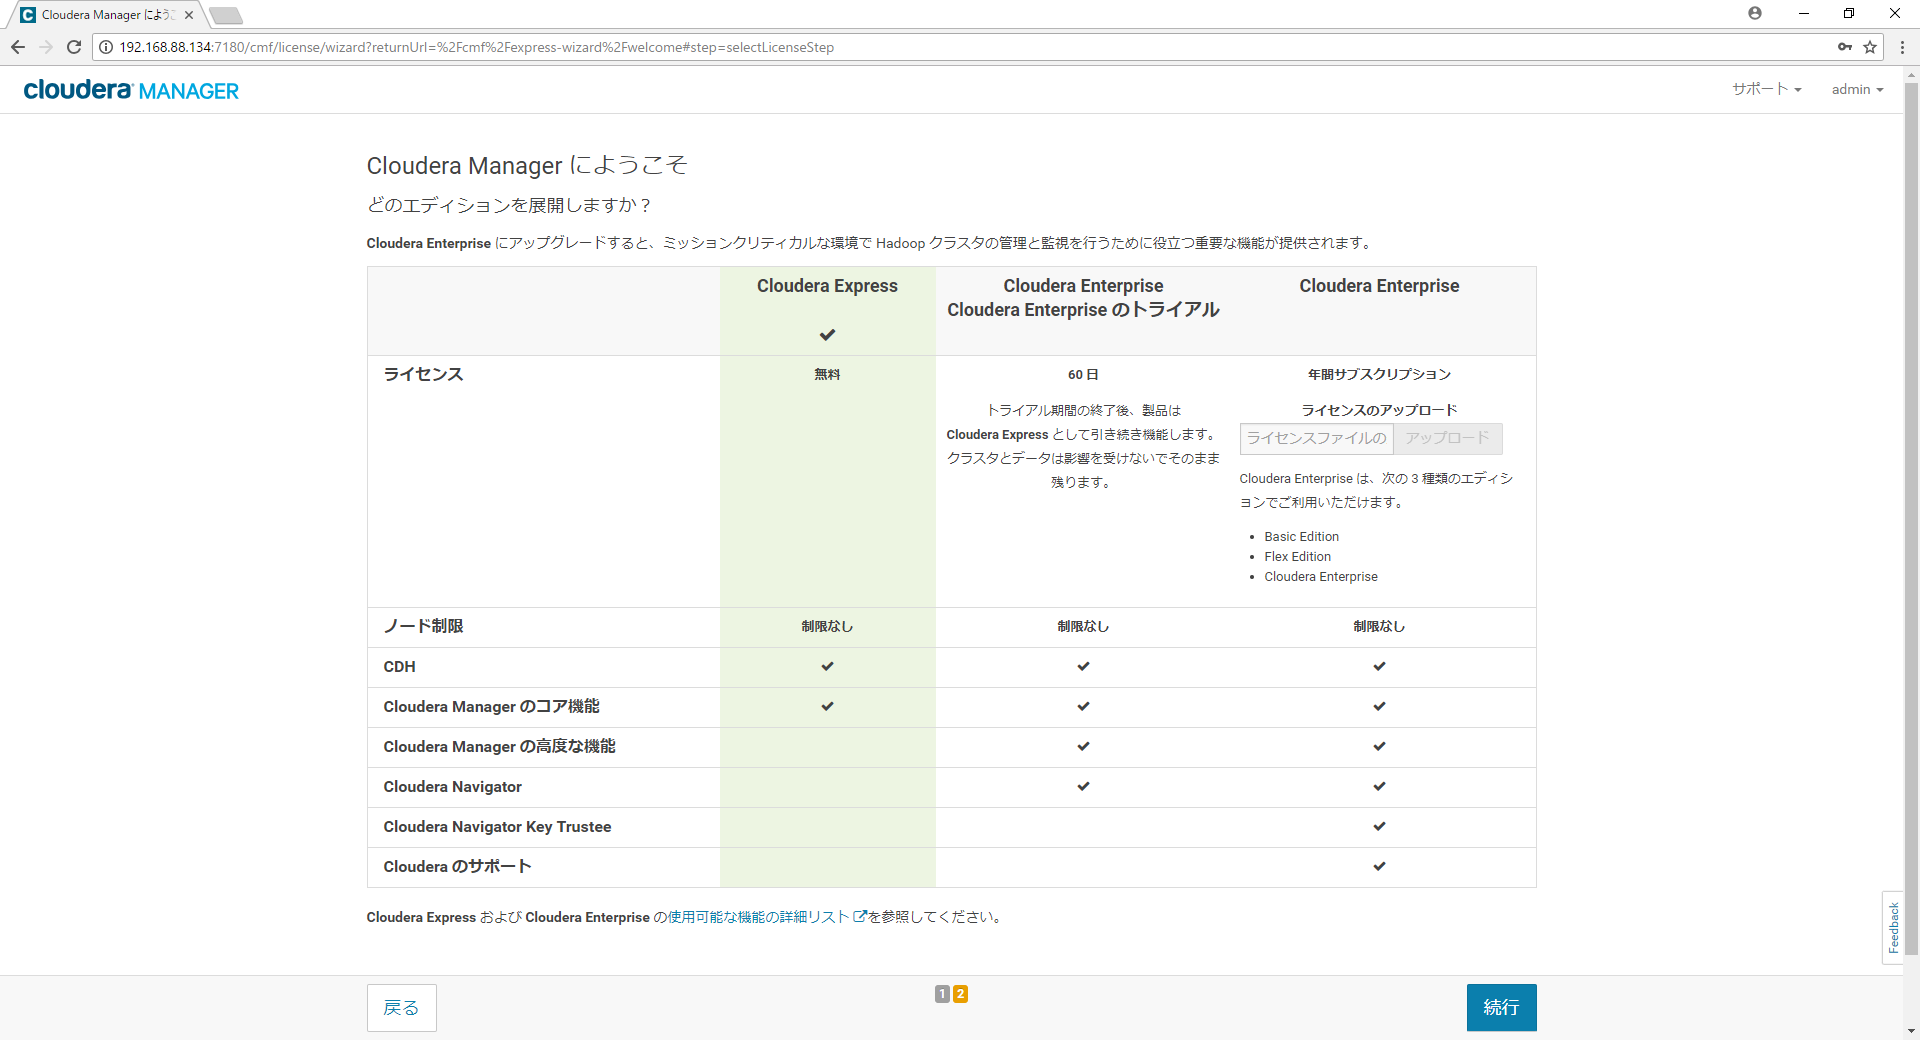 Cloudera Manager にようこ
192.168.88.134:7180/cmf/license/wizard?returnUrl=%2Fcmf%2Fexpress-wizard%2Fwelcome#step=selectLicenseStep
cloudera MANAGER
サポート
admin
Cloudera Manager にようこそ
どのエディションを展開しますか？
Cloudera Enterprise にアップグレードすると、ミッションクリティカルな環境で Hadoop クラスタの管理と監視を行うために役立つ重要な機能が提供されます。
Cloudera Express
Cloudera Enterprise
Cloudera Enterprise のトライアル
Cloudera Enterprise
ライセンス
無料
60 日
トライアル期間の終了後、製品は
Cloudera Express として引き続き機能します。
クラスタとデータは影響を受けないでそのまま
残ります。
年間サブスクリプション
ライセンスのアップロード
ライセンスファイルの
アップロード
Cloudera Enterprise は、次の 3 種類のエディシ
ョンでご利用いただけます。
• Basic Edition
• Flex Edition
• Cloudera Enterprise
ノード制限 制限なし 制限なし 制限なし
CDH
Cloudera Manager のコア機能
Cloudera Manager の高度な機能
Cloudera Navigator
Cloudera Navigator Key Trustee
Cloudera のサポート
Cloudera Express および Cloudera Enterprise の使用可能な機能の詳細リストを参照してください。
Feedback
戻る
1 2
続行